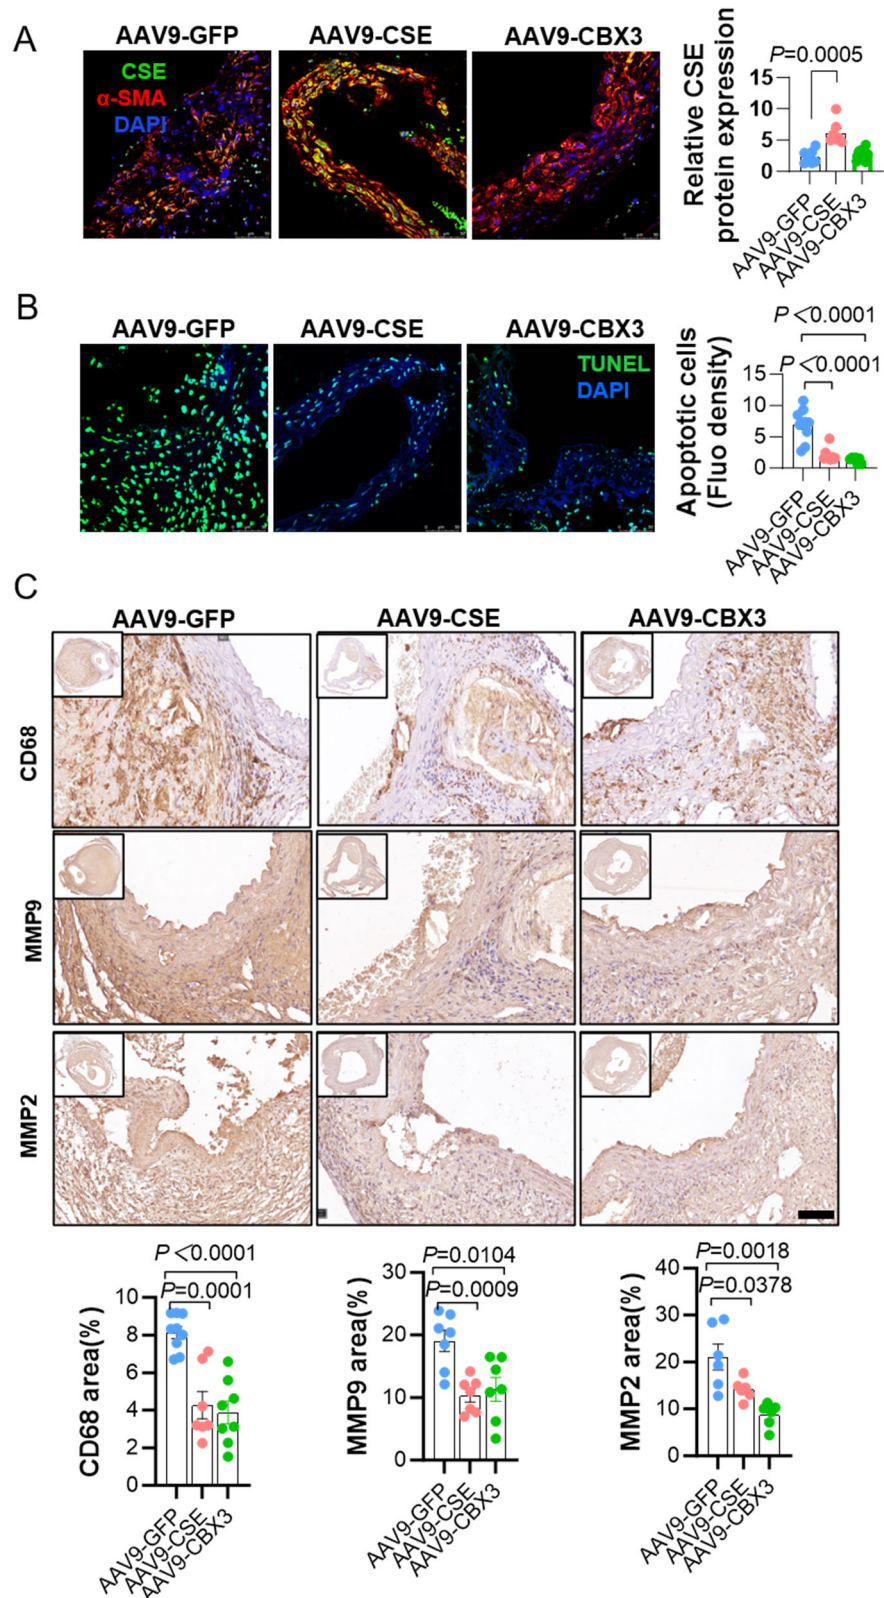 A
AAV9-GFP AAV9-CSE AAV9-CBX3
CSE
α-SMA
DAPI
Relative CSE
protein expression
P=0.0005
15
10
5
0
AAV9-GFP
AAV9-CSE
AAV9-CBX3
B
AAV9-GFP AAV9-CSE AAV9-CBX3
TUNEL
DAPI
Apoptotic cells
(Fluo density)
P<0.0001
P<0.0001
15
10
5
0
AAV9-GFP
AAV9-CSE
AAV9-CBX3
C
AAV9-GFP AAV9-CSE AAV9-CBX3
CD68
MMP9
MMP2
CD68 area(%)
P<0.0001
P=0.0001
10
8
6
4
2
0
AAV9-GFP
AAV9-CSE
AAV9-CBX3
MMP9 area(%)
P=0.0104
P=0.0009
30
20
10
0
AAV9-GFP
AAV9-CSE
AAV9-CBX3
MMP2 area(%)
P=0.0018
P=0.0378
40
30
20
10
0
AAV9-GFP
AAV9-CSE
AAV9-CBX3